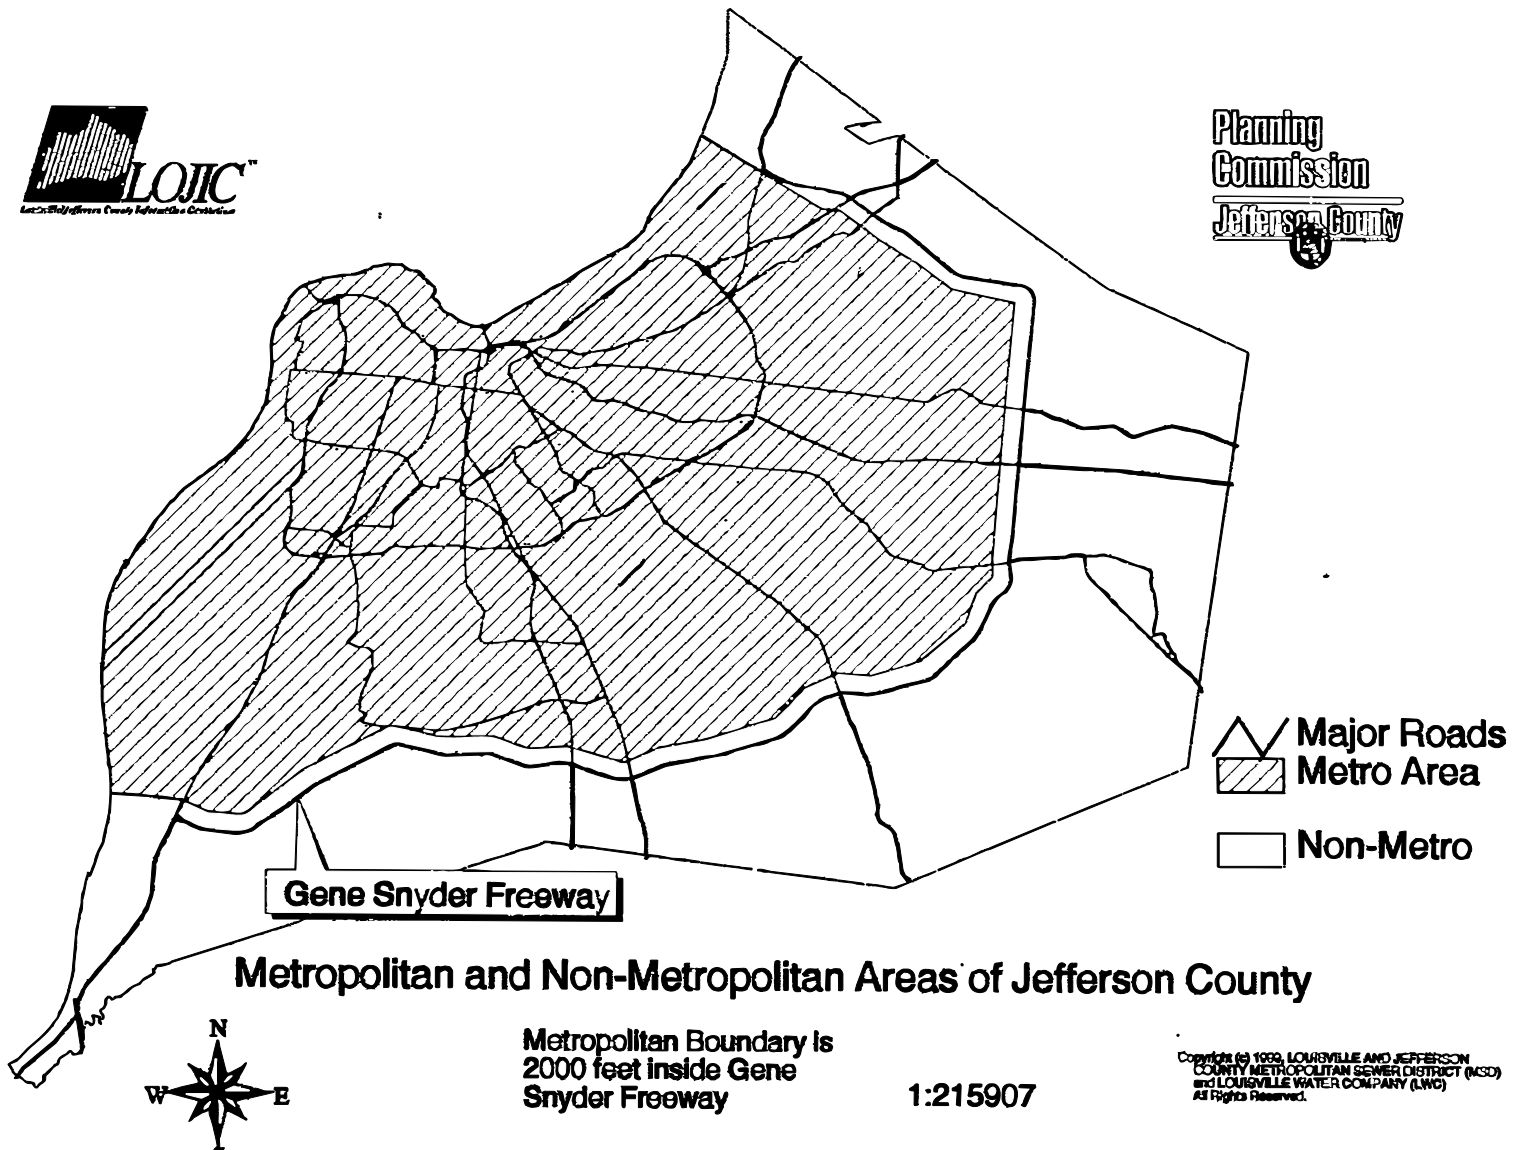 LOJIC™
Planning
Commission
Jefferson County
Major Roads
Metro Area
Non-Metro
Gene Snyder Freeway
Metropolitan and Non-Metropolitan Areas of Jefferson County
N
W
E
Metropolitan Boundary is
2000 feet inside Gene
Snyder Freeway
1:215907
LOUISVILLE AND JEFFERSON
COUNTY METROPOLITAN SEWER DISTRICT (MSD)
and LOUISVILLE WATER COMPANY (LWC)
All Rights Reserved.